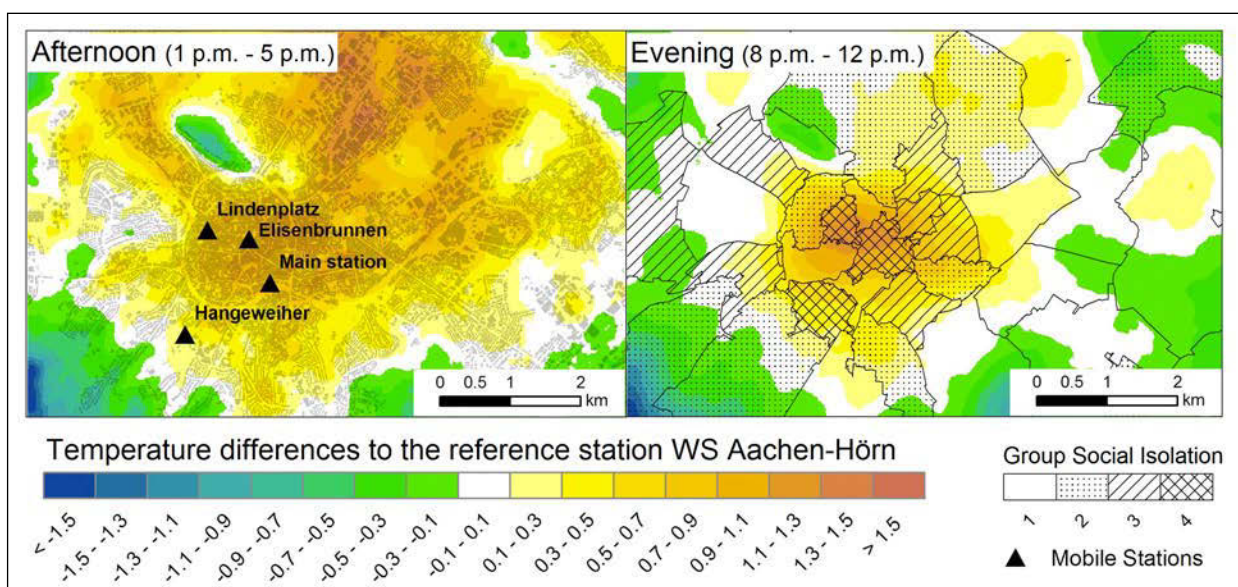 Afternoon (1 p.m. - 5 p.m.)
Evening (8 p.m. - 12 p.m.)
Lindenplatz
Elisenbrunnen
Main station
Hangeweiher
0 0.5 1 2
km
0 0.5 1 2
km
Temperature differences to the reference station WS Aachen-Hörn
< -1.5
-1.5 - -1.3
-1.3 - -1.1
-1.1 - -0.9
-0.9 - -0.7
-0.7 - -0.5
-0.5 - -0.3
-0.3 - -0.1
-0.1 - 0.1
0.1 - 0.3
0.3 - 0.5
0.5 - 0.7
0.7 - 0.9
0.9 - 1.1
1.1 - 1.3
1.3 - 1.5
> 1.5
Group Social Isolation
1 2 3 4
Mobile Stations